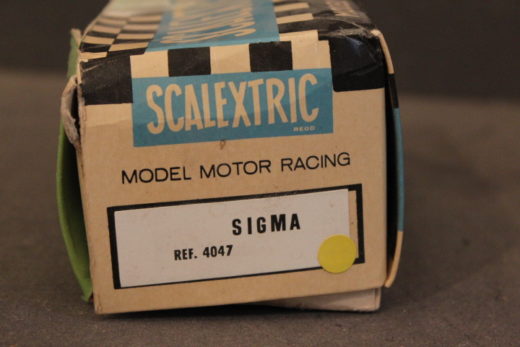 SCALEXTRIC
REGD
MODEL MOTOR RACING
SIGMA
REF. 4047